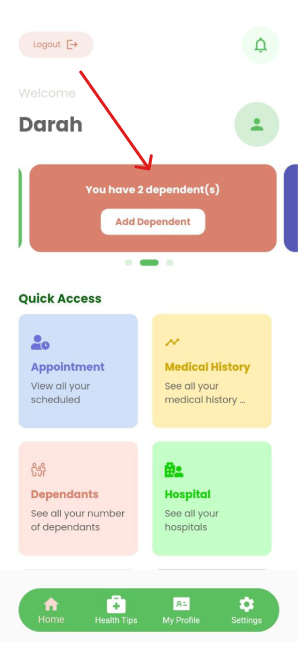 Logout
Welcome
Darah
You have 2 dependent(s)
Add Dependent
Quick Access
Appointment
View all your
scheduled
Medical History
See all your
medical history ...
Dependants
See all your number
of dependants
Hospital
See all your
hospitals
Home
Health Tips
My Profile
Settings